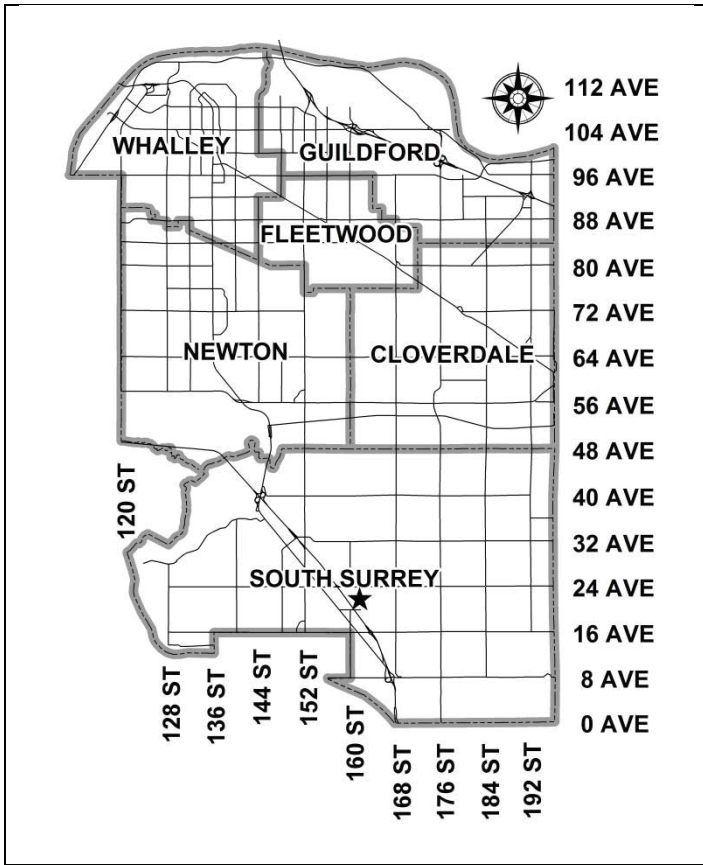 112 AVE
104 AVE
WHALLEY
GUILDFORD
96 AVE
88 AVE
FLEETWOOD
80 AVE
72 AVE
NEWTON
CLOVERDALE
64 AVE
56 AVE
48 AVE
120 ST
40 AVE
32 AVE
SOUTH SURREY
24 AVE
16 AVE
8 AVE
128 ST
136 ST
144 ST
152 ST
160 ST
0 AVE
168 ST
176 ST
184 ST
192 ST